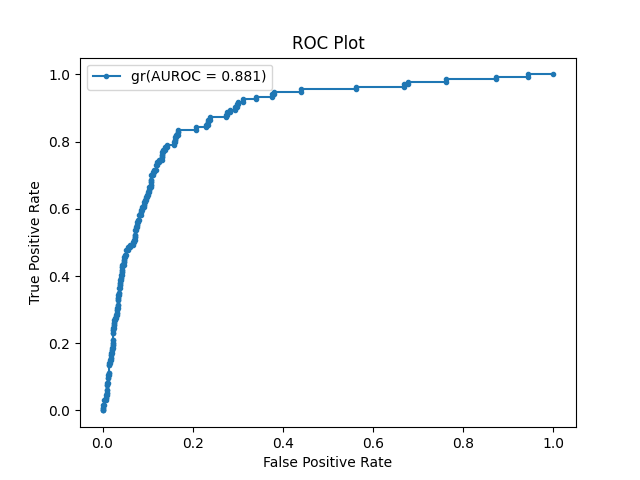 ROC Plot
gr(AUROC = 0.881)
True Positive Rate
1.0
0.8
0.6
0.4
0.2
0.0
0.0 0.2 0.4 0.6 0.8 1.0
False Positive Rate